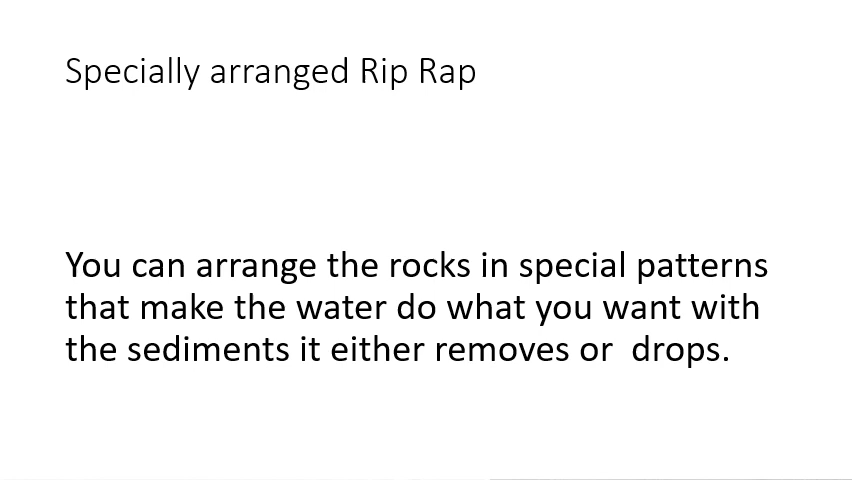 Specially arranged Rip Rap
You can arrange the rocks in special patterns
that make the water do what you want with
the sediments it either removes or  drops.